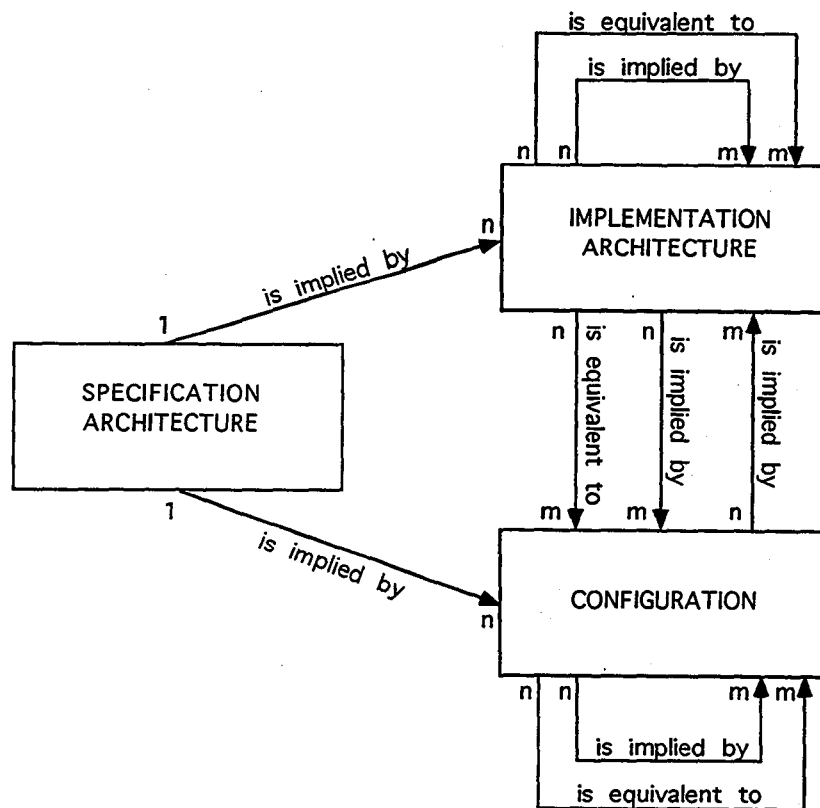 is equivalent to
is implied by
n n m m
IMPLEMENTATION
ARCHITECTURE
n
is implied by
1
SPECIFICATION
ARCHITECTURE
1
is implied by
n
n n m
is equivalent to
is implied by
is implied by
m m n
CONFIGURATION
n n m m
is implied by
is equivalent to